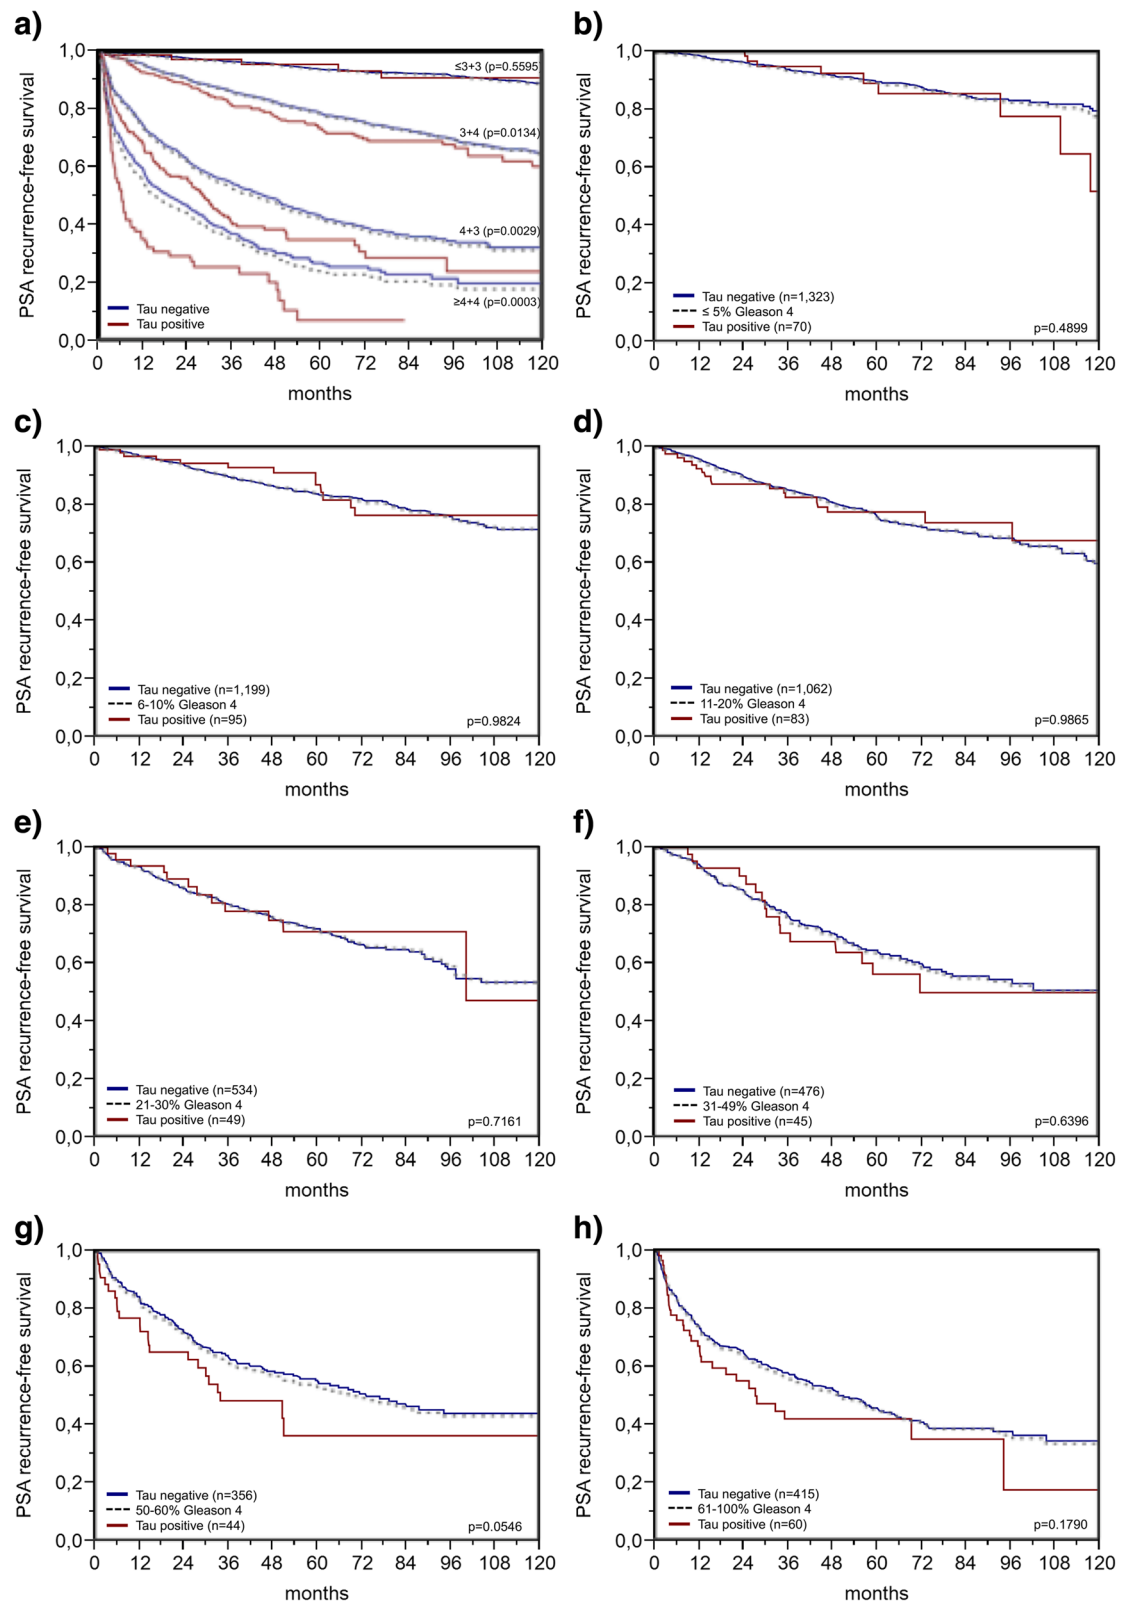 a)
PSA recurrence-free survival
1,0
0,8
0,6
0,4
0,2
0,0
≤3+3 (p=0.5595)
3+4 (p=0.0134)
4+3 (p=0.0029)
≥4+4 (p=0.0003)
Tau negative
Tau positive
0 12 24 36 48 60 72 84 96 108 120
months
b)
PSA recurrence-free survival
1,0
0,8
0,6
0,4
0,2
0,0
Tau negative (n=1,323)
≤ 5% Gleason 4
Tau positive (n=70)
p=0.4899
0 12 24 36 48 60 72 84 96 108 120
months
c)
PSA recurrence-free survival
1,0
0,8
0,6
0,4
0,2
0,0
Tau negative (n=1,199)
6-10% Gleason 4
Tau positive (n=95)
p=0.9824
0 12 24 36 48 60 72 84 96 108 120
months
d)
PSA recurrence-free survival
1,0
0,8
0,6
0,4
0,2
0,0
Tau negative (n=1,062)
11-20% Gleason 4
Tau positive (n=83)
p=0.9865
0 12 24 36 48 60 72 84 96 108 120
months
e)
PSA recurrence-free survival
1,0
0,8
0,6
0,4
0,2
0,0
Tau negative (n=534)
21-30% Gleason 4
Tau positive (n=49)
p=0.7161
0 12 24 36 48 60 72 84 96 108 120
months
f)
PSA recurrence-free survival
1,0
0,8
0,6
0,4
0,2
0,0
Tau negative (n=476)
31-49% Gleason 4
Tau positive (n=45)
p=0.6396
0 12 24 36 48 60 72 84 96 108 120
months
g)
PSA recurrence-free survival
1,0
0,8
0,6
0,4
0,2
0,0
Tau negative (n=356)
50-60% Gleason 4
Tau positive (n=44)
p=0.0546
0 12 24 36 48 60 72 84 96 108 120
months
h)
PSA recurrence-free survival
1,0
0,8
0,6
0,4
0,2
0,0
Tau negative (n=415)
61-100% Gleason 4
Tau positive (n=60)
p=0.1790
0 12 24 36 48 60 72 84 96 108 120
months